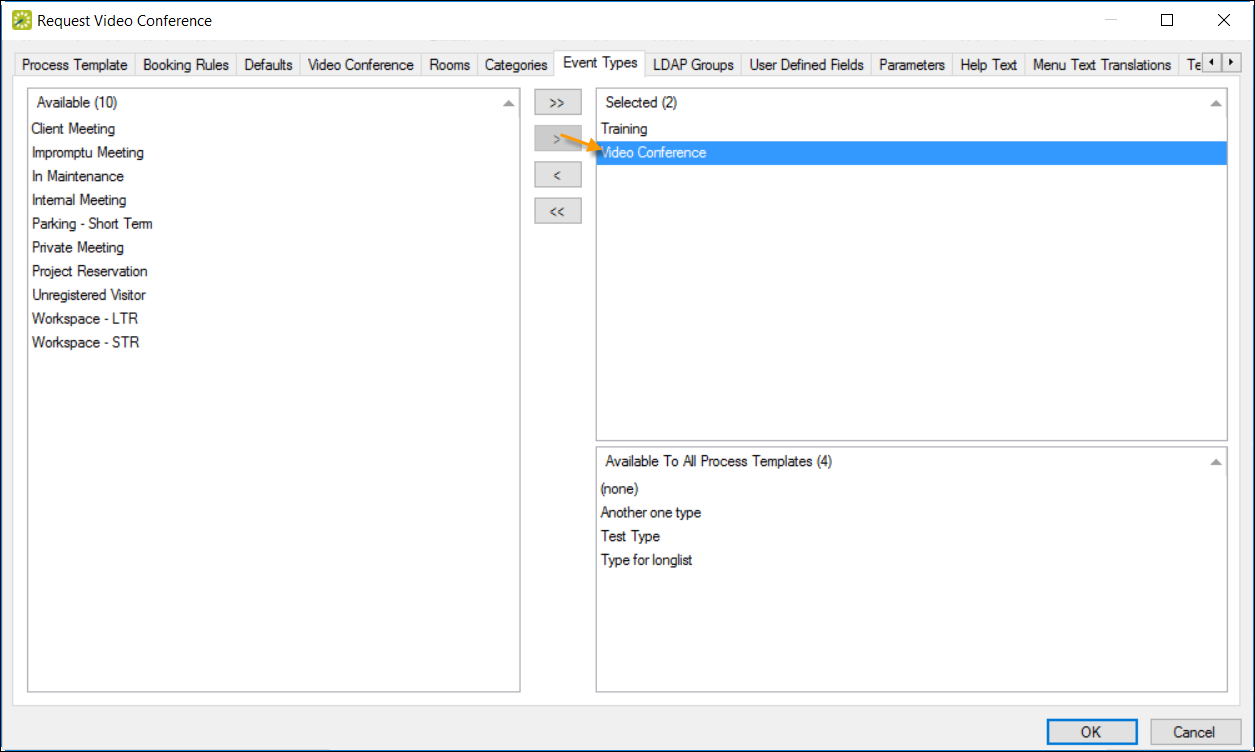 Request Video Conference
Process Template Booking Rules Defaults Video Conference Rooms Categories Event Types LDAP Groups User Defined Fields Parameters Help Text Menu Text Translations Te
Available (10)
Client Meeting
Impromptu Meeting
In Maintenance
Internal Meeting
Parking - Short Term
Private Meeting
Project Reservation
Unregistered Visitor
Workspace - LTR
Workspace - STR
>>
>
<
<<
Selected (2)
Training
Video Conference
Available To All Process Templates (4)
(none)
Another one type
Test Type
Type for longlist
OK Cancel